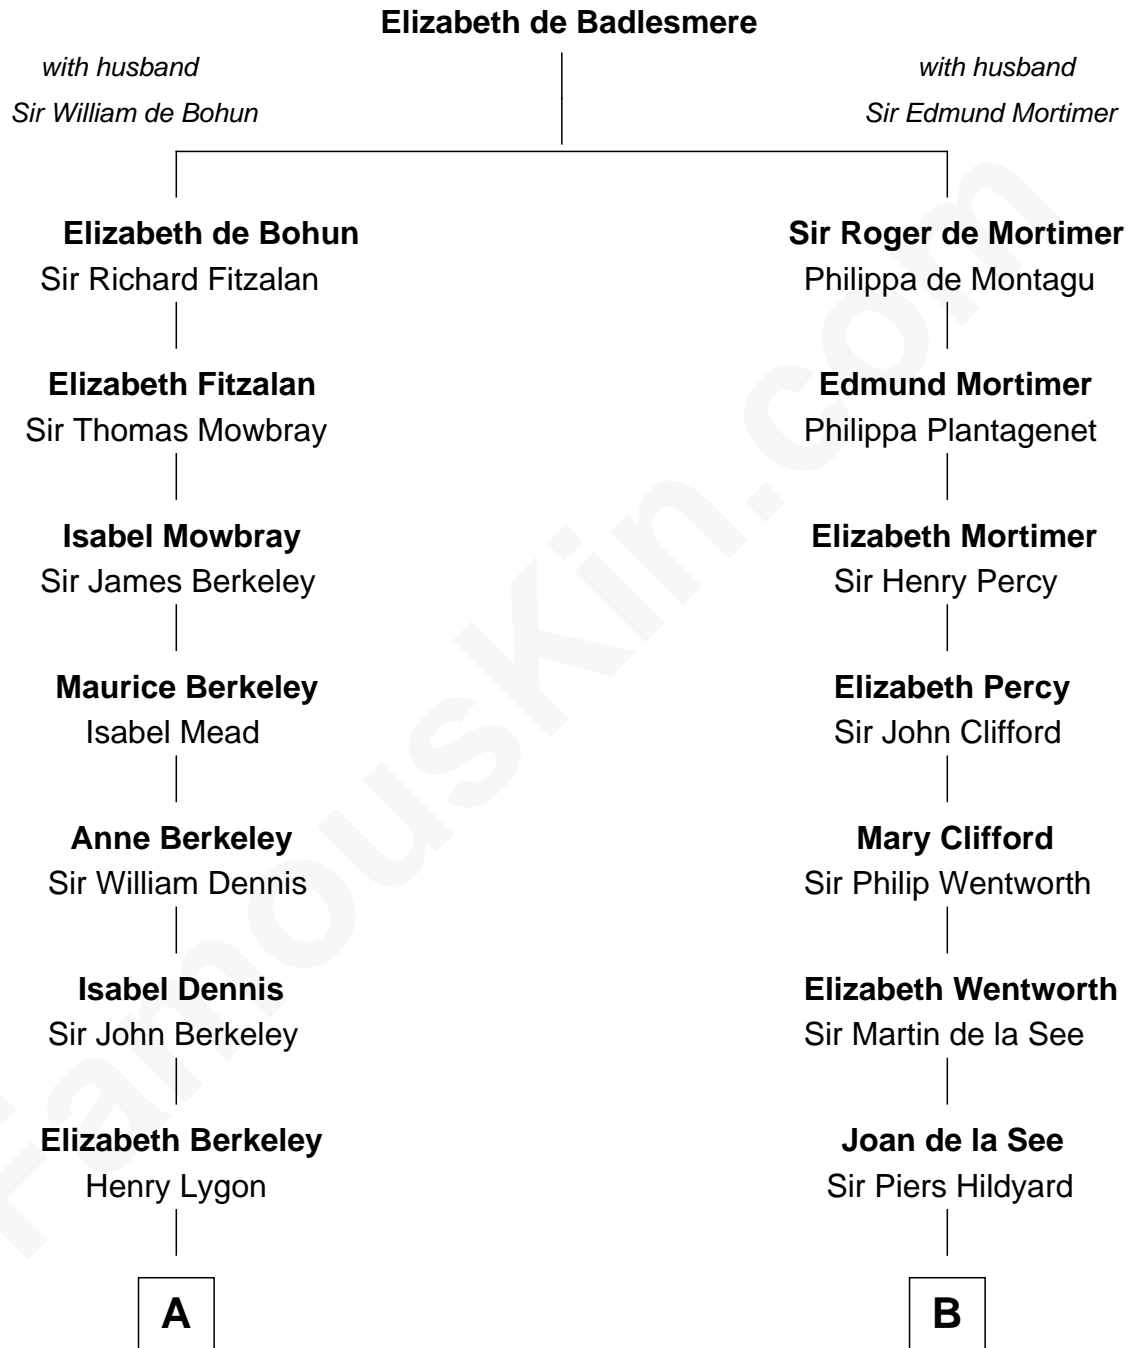 Elizabeth de Badlesmere
with husband
Sir William de Bohun
with husband
Sir Edmund Mortimer
Elizabeth de Bohun
Sir Richard Fitzalan
Sir Roger de Mortimer
Philippa de Montagu
Elizabeth Fitzalan
Sir Thomas Mowbray
Edmund Mortimer
Philippa Plantagenet
Isabel Mowbray
Sir James Berkeley
Elizabeth Mortimer
Sir Henry Percy
Maurice Berkeley
Isabel Mead
Elizabeth Percy
Sir John Clifford
Anne Berkeley
Sir William Dennis
Mary Clifford
Sir Philip Wentworth
Isabel Dennis
Sir John Berkeley
Elizabeth Wentworth
Sir Martin de la See
Elizabeth Berkeley
Henry Lygon
Joan de la See
Sir Piers Hildyard
A
B
FamousKin.com